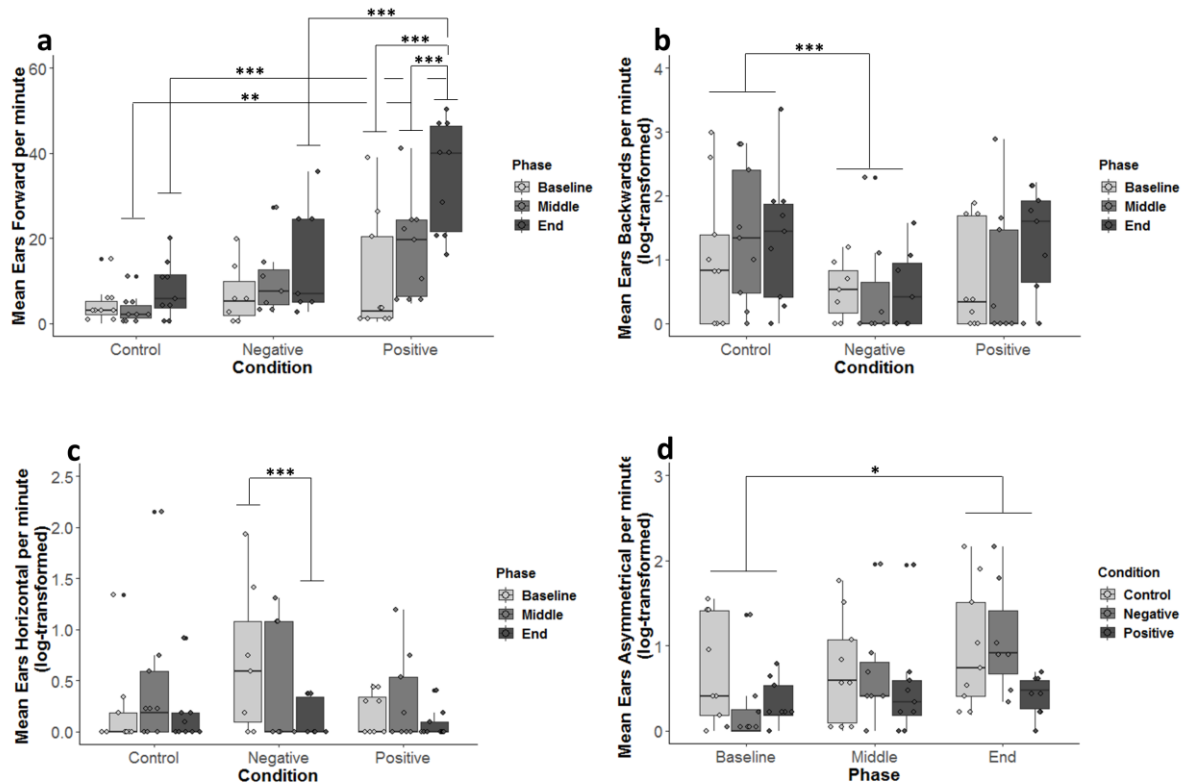 a
Mean Ears Forward per minute
60
40
20
0
***
***
***
***
**
Control
Negative
Positive
Condition
Phase
Baseline
Middle
End
b
Mean Ears Backwards per minute
(log-transformed)
4
3
2
1
0
***
Control
Negative
Positive
Condition
Phase
Baseline
Middle
End
c
Mean Ears Horizontal per minute
(log-transformed)
2.5
2.0
1.5
1.0
0.5
0.0
***
Control
Negative
Positive
Condition
Phase
Baseline
Middle
End
d
Mean Ears Asymmetrical per minute
(log-transformed)
3
2
1
0
*
Baseline
Middle
End
Phase
Condition
Control
Negative
Positive